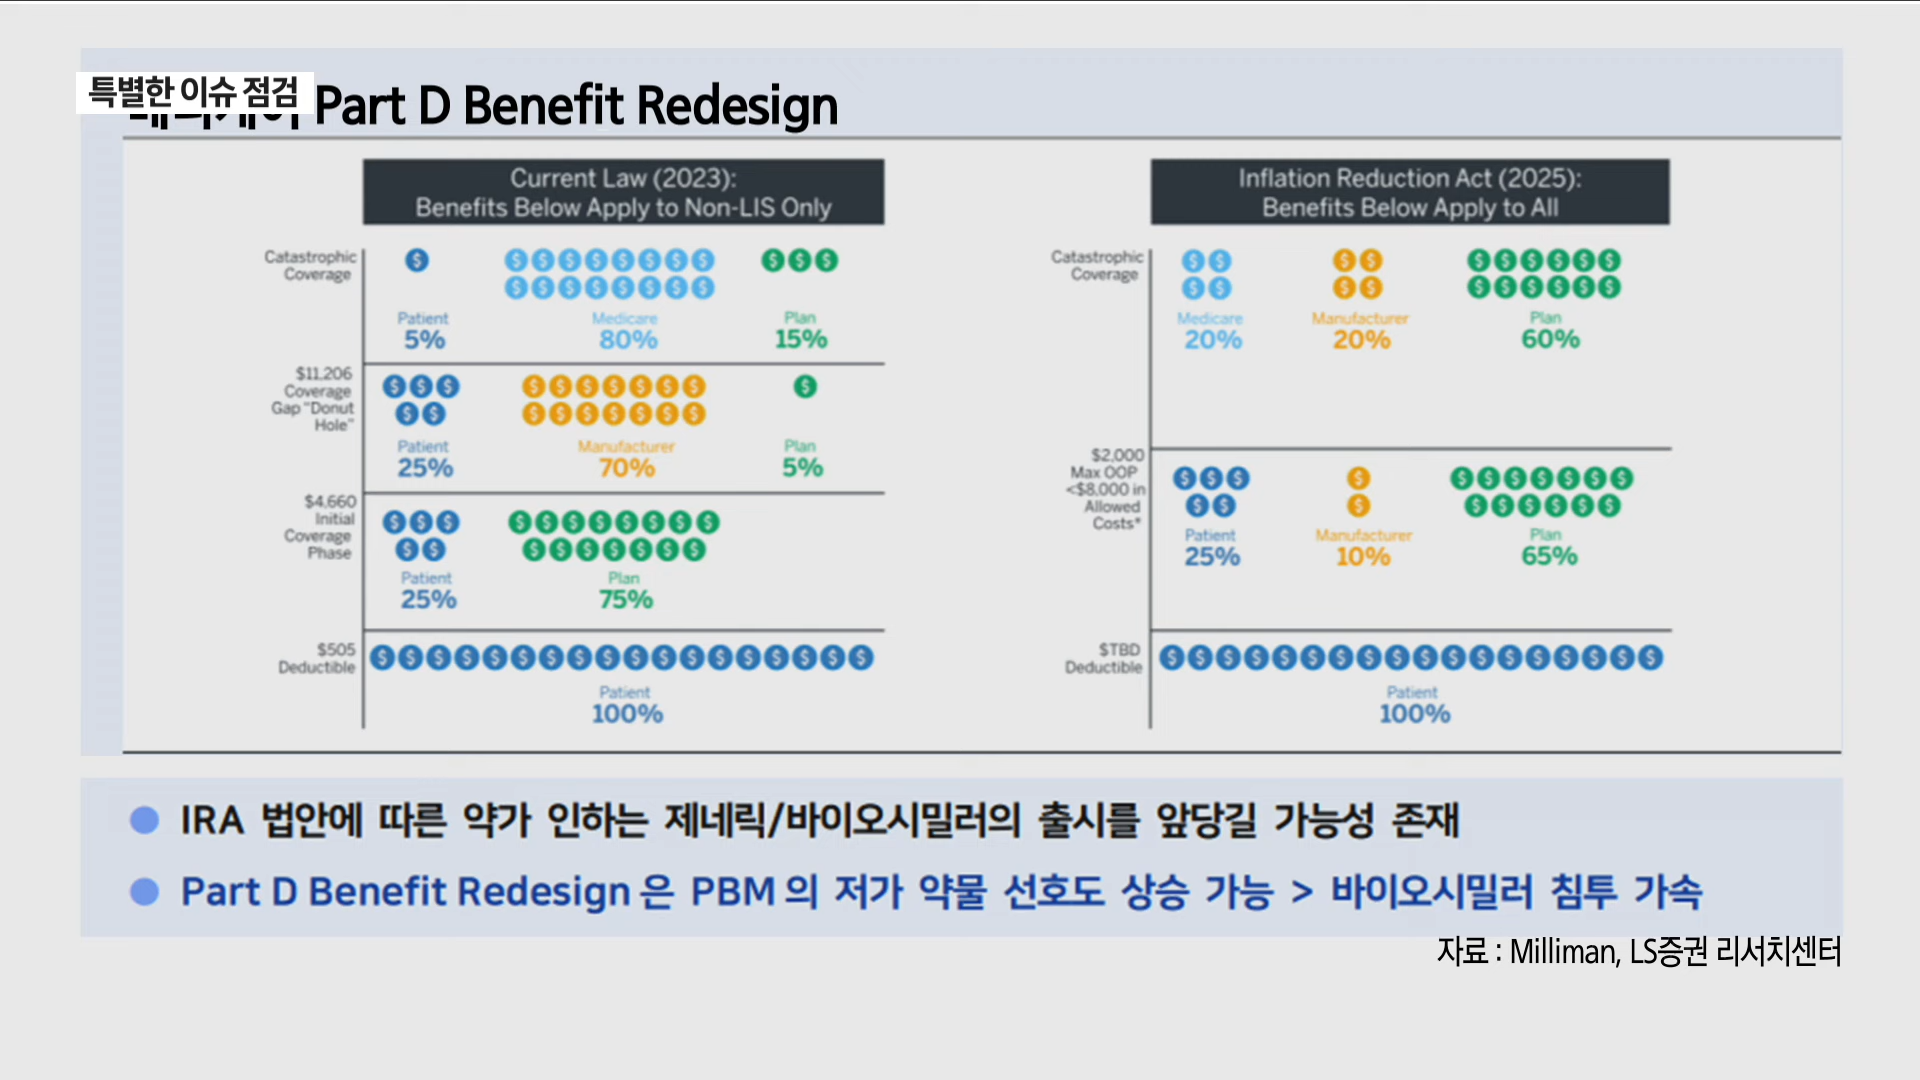 특별한 이슈 점검
Part D Benefit Redesign
Current Law (2023):
Benefits Below Apply to Non-LIS Only
Catastrophic
Coverage
Patient
5%
Medicare
80%
Plan
15%
$11,206
Coverage
Gap "Donut
Hole"
Patient
25%
Manufacturer
70%
Plan
5%
$4,660
Initial
Coverage
Phase
Patient
25%
Plan
75%
$505
Deductible
Patient
100%
Inflation Reduction Act (2025):
Benefits Below Apply to All
Catastrophic
Coverage
Medicare
20%
Manufacturer
20%
Plan
60%
$2,000
Max OOP
<$8,000 in
Allowed
Costs*
Patient
25%
Manufacturer
10%
Plan
65%
$TBD
Deductible
Patient
100%
IRA 법안에 따른 약가 인하는 제네릭/바이오시밀러의 출시를 앞당길 가능성 존재
Part D Benefit Redesign 은 PBM 의 저가 약물 선호도 상승 가능 > 바이오시밀러 침투 가속
자료 : Milliman, LS증권 리서치센터